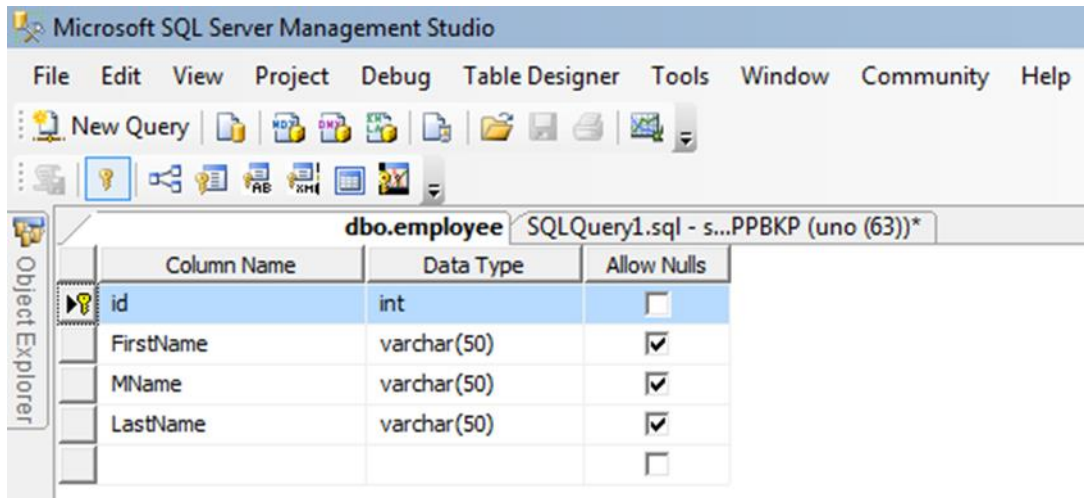 Microsoft SQL Server Management Studio
File Edit View Project Debug Table Designer Tools Window Community Help
New Query
dbo.employee SQLQuery1.sql - s...PPBKP (uno (63))*
Object Explorer
Column Name Data Type Allow Nulls
id int
FirstName varchar(50)
MName varchar(50)
LastName varchar(50)